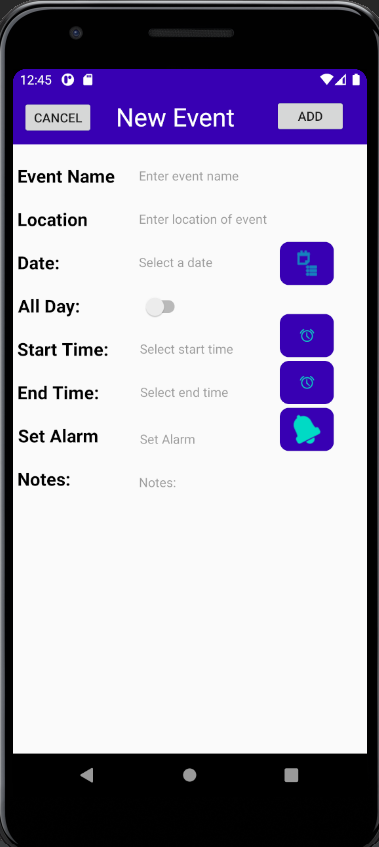 12:45
CANCEL New Event ADD
Event Name Enter event name
Location Enter location of event
Date: Select a date
All Day:
Start Time: Select start time
End Time: Select end time
Set Alarm Set Alarm
Notes: Notes: